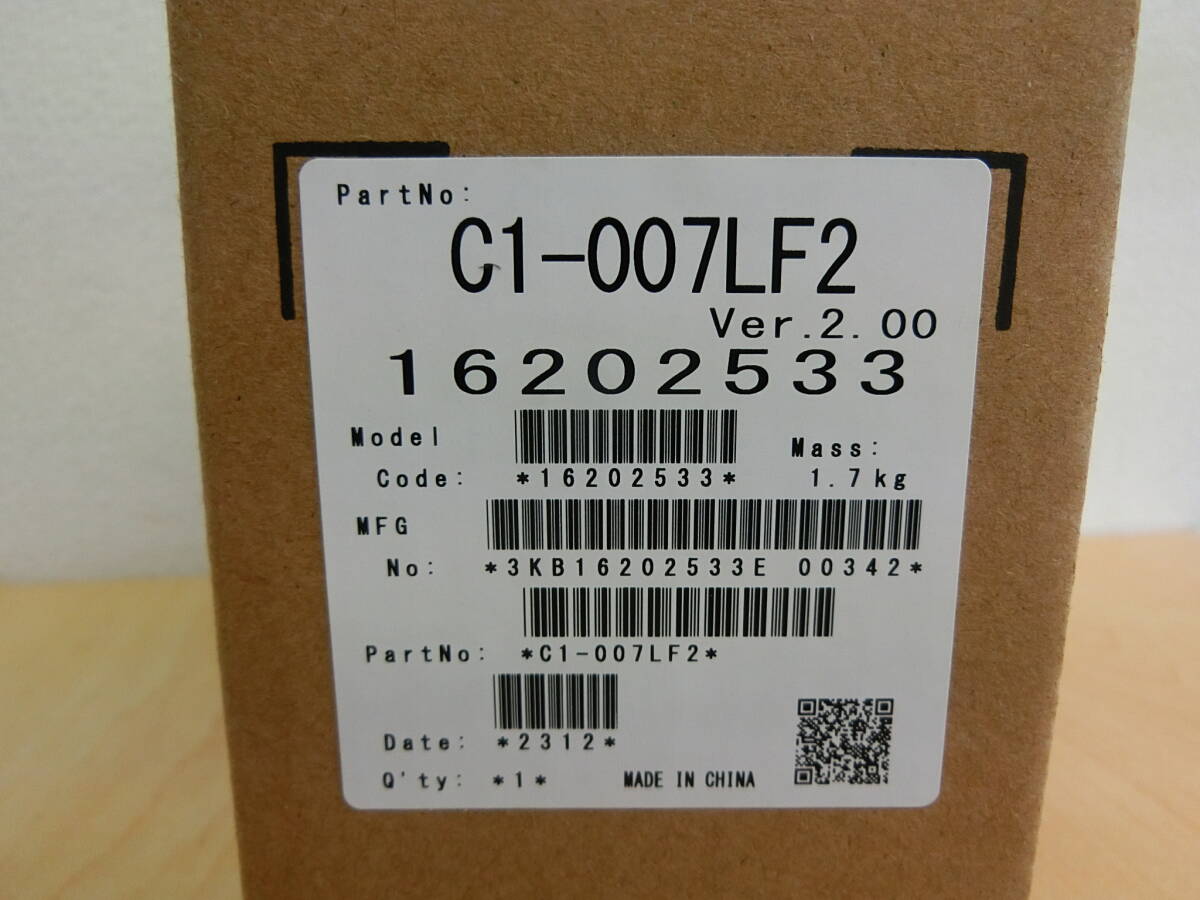 PartNo:
C1-007LF2
Ver.2.00
16202533
Model
Code: *16202533*
Mass:
1.7kg
MFG
No: *3KB16202533E 00342*
PartNo: *C1-007LF2*
Date: *2312*
Q'ty: *1* MADE IN CHINA